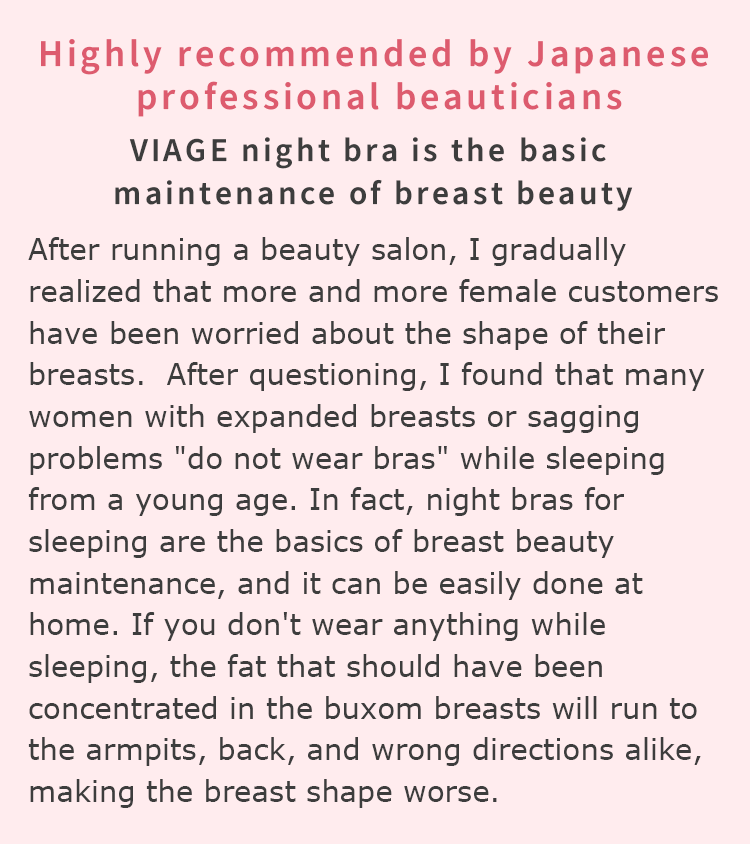 Highly recommended by Japanese
professional beauticians
VIAGE night bra is the basic
maintenance of breast beauty
After running a beauty salon, I gradually
realized that more and more female customers
have been worried about the shape of their
breasts.  After questioning, I found that many
women with expanded breasts or sagging
problems "do not wear bras" while sleeping
from a young age. In fact, night bras for
sleeping are the basics of breast beauty
maintenance, and it can be easily done at
home. If you don't wear anything while
sleeping, the fat that should have been
concentrated in the buxom breasts will run to
the armpits, back, and wrong directions alike,
making the breast shape worse.